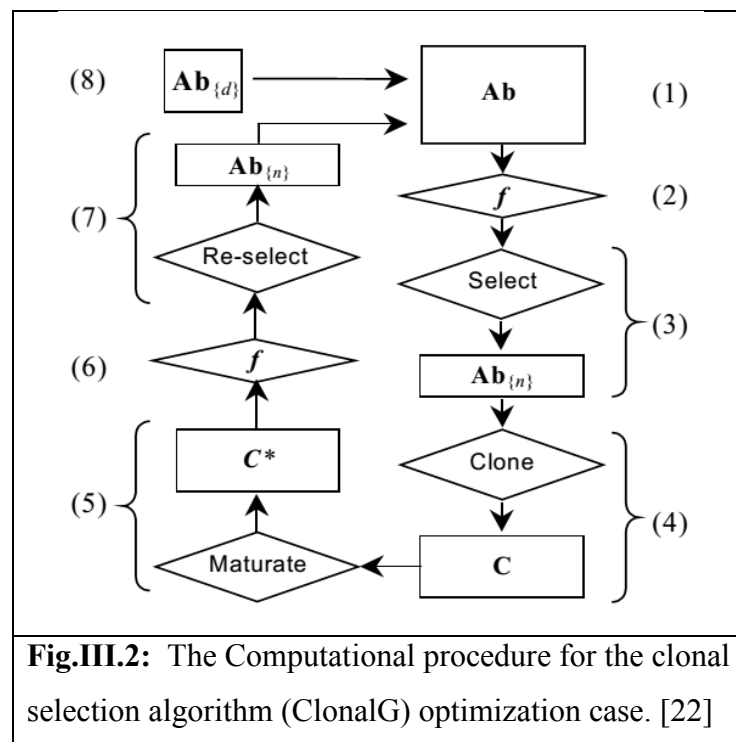 (8)
Ab{d}
Ab
(1)
Ab{n}
f
(2)
(7)
Re-select
Select
(3)
(6)
f
Ab{n}
C*
Clone
(5)
(4)
Maturate
C
Fig.III.2: The Computational procedure for the clonal
selection algorithm (ClonalG) optimization case. [22]